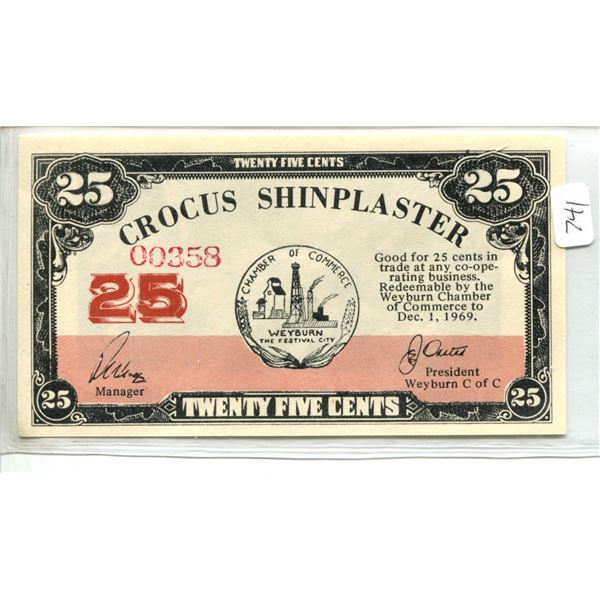 TWENTY FIVE CENTS
25
25
CROCUS SHINPLASTER
00358
25
CHAMBER OF COMMERCE
WEYBURN
THE FESTIVAL CITY
Good for 25 cents in
trade at any co-ope-
rating business.
Redeemable by the
Weyburn Chamber
of Commerce to
Dec. 1, 1969.
Manager
President
Weyburn C of C
25
TWENTY FIVE CENTS
25
741